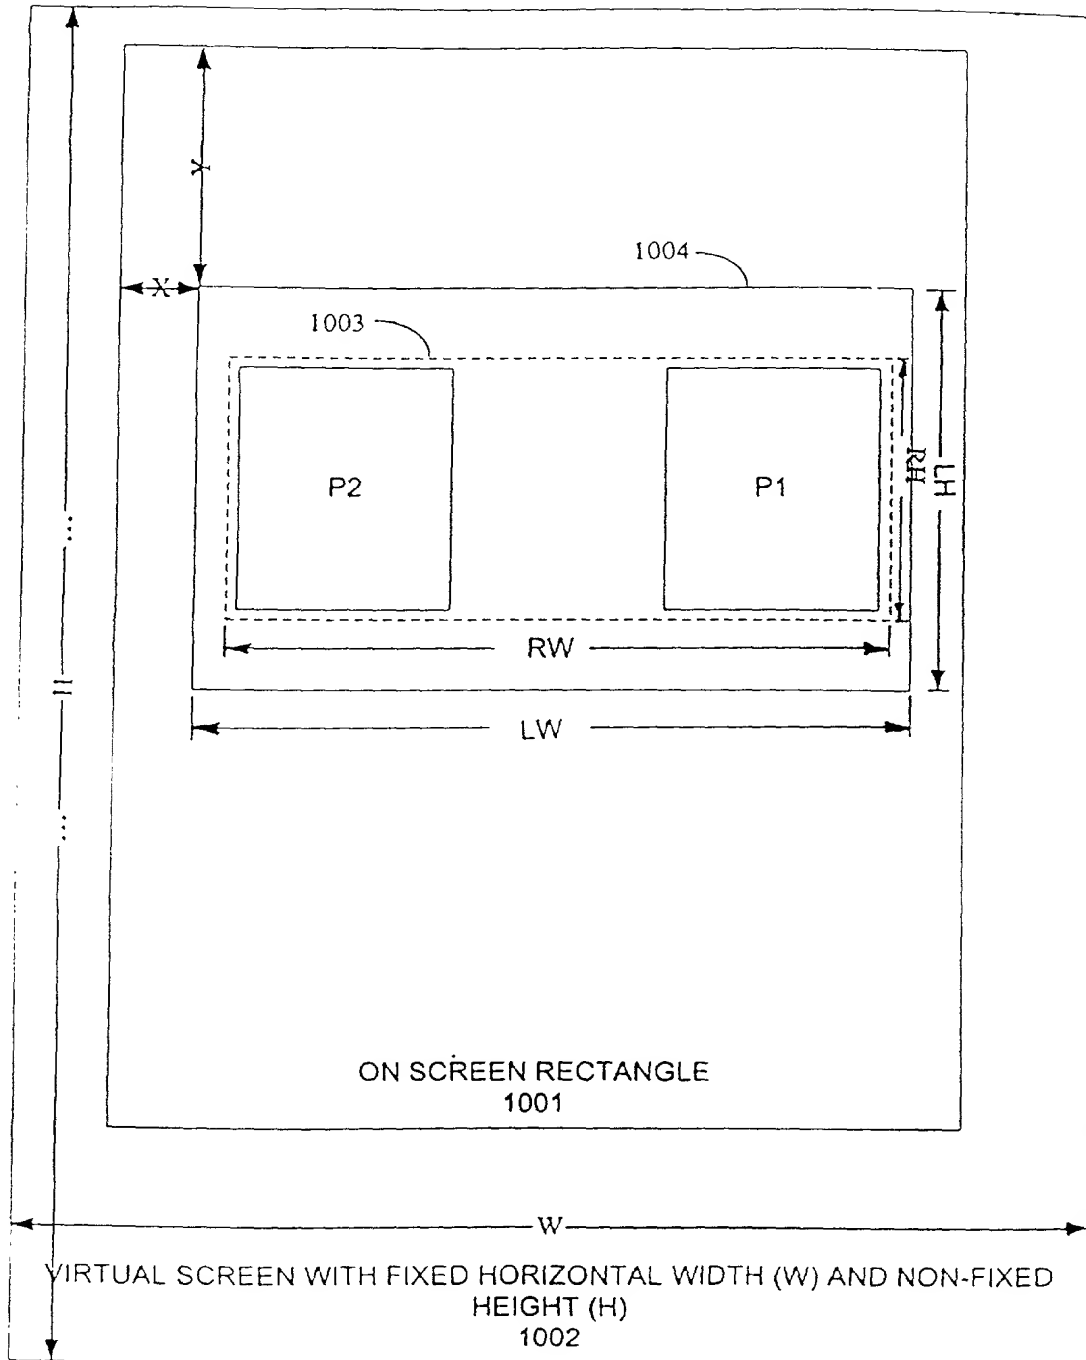 Y
1004
X
1003
P2
P1
RH
LH
RW
LW
H
ON SCREEN RECTANGLE
1001
W
VIRTUAL SCREEN WITH FIXED HORIZONTAL WIDTH (W) AND NON-FIXED
HEIGHT (H)
1002